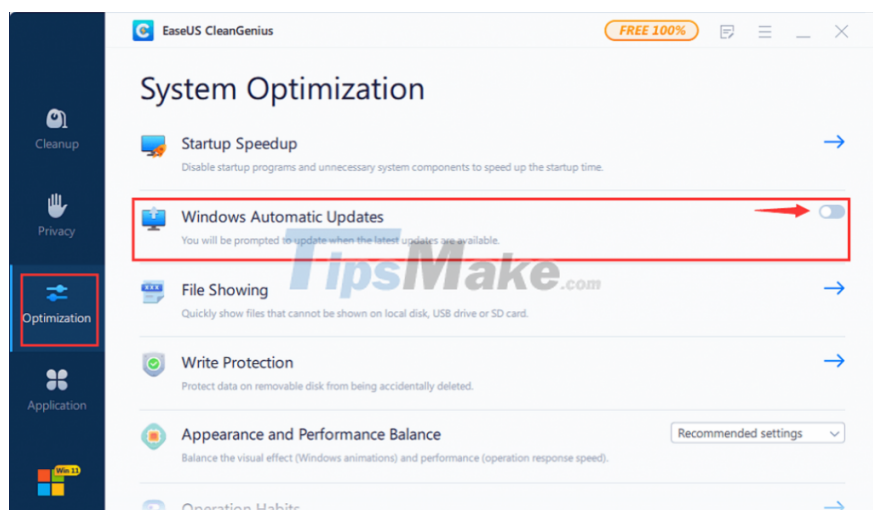 EaseUS CleanGenius
FREE 100%
System Optimization
Cleanup
Startup Speedup
Disable startup programs and unnecessary system components to speed up the startup time.
Privacy
Windows Automatic Updates
You will be prompted to update when the latest updates are available.
TipsMake.com
File Showing
Quickly show files that cannot be shown on local disk, USB drive or SD card.
Optimization
Write Protection
Protect data on removable disk from being accidentally deleted.
Application
Appearance and Performance Balance
Recommended settings
Balance the visual effect (Windows animations) and performance (operation response speed).
Win 11
Operation Habits